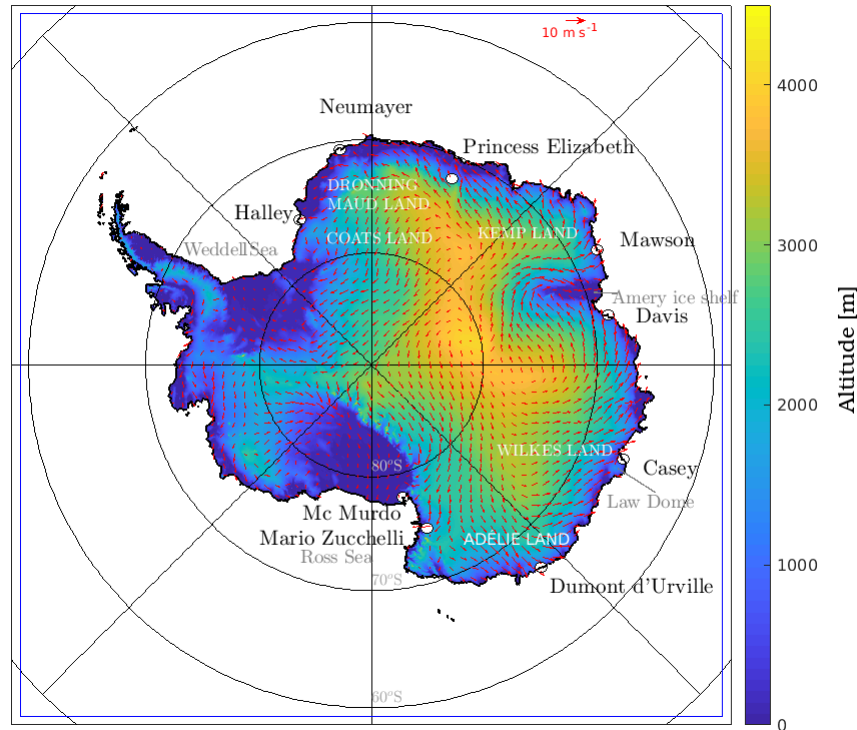 10 m s-1
4000
Neumayer
Princess Elizabeth
DRONNING
MAUD LAND
Halley
COATS LAND
KEMP LAND
Mawson
Weddell Sea
3000
Amery ice shelf
Davis
Altitude [m]
2000
WILKES LAND
80°S
Casey
Law Dome
Mc Murdo
Mario Zucchelli
ADELIE LAND
Ross Sea
1000
70°S
Dumont d'Urville
60°S
0